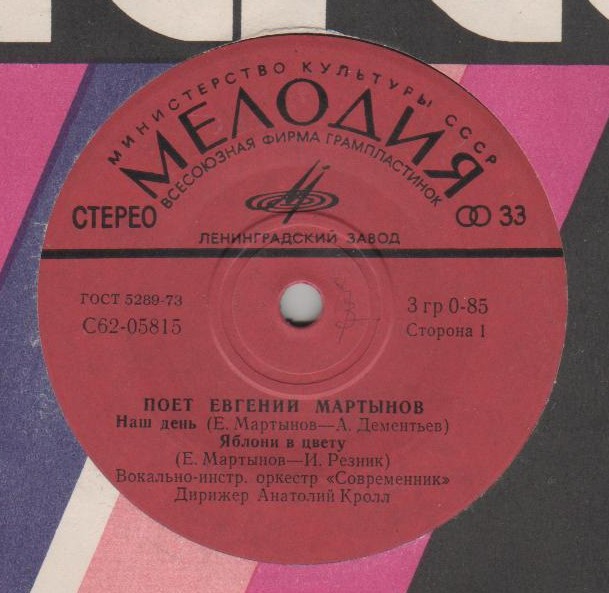 МИНИСТЕРСТВО КУЛЬТУРЫ СССР
МЕЛОДИЯ
ВСЕСОЮЗНАЯ ФИРМА ГРАМПЛАСТИНОК
СТЕРЕО
33
ЛЕНИНГРАДСКИЙ ЗАВОД
ГОСТ 5289-73
3 гр 0-85
С62-05815
Сторона 1
ПОЕТ ЕВГЕНИЙ МАРТЫНОВ
Наш день (Е. Мартынов—А. Дементьев)
Яблони в цвету
(Е. Мартынов—И. Резник)
Вокально-инстр. оркестр «Современник»
Дирижер Анатолий Кролл